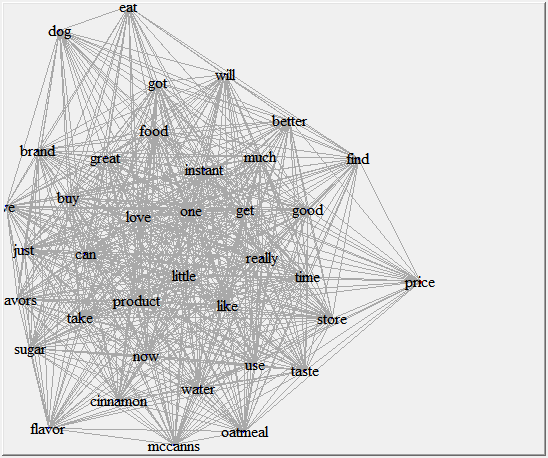 eat
dog
will
got
better
food
brand
great
much
find
instant
buy
ve
love
one
get
good
just
can
really
little
time
price
avors
product
like
take
store
sugar
now
use
taste
water
cinnamon
flavor
oatmeal
mccanns